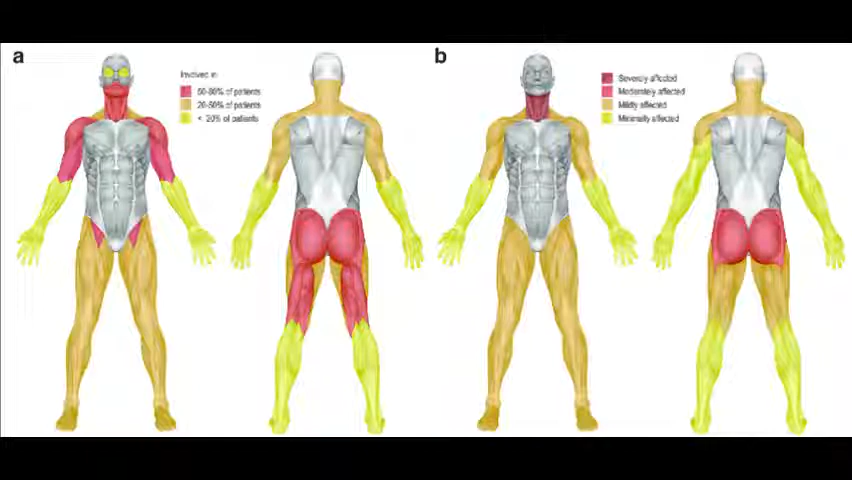 a
Involved in
50-80% of patients
20-50% of patients
< 20% of patients
b
Severely affected
Moderately affected
Mildly affected
Minimally affected